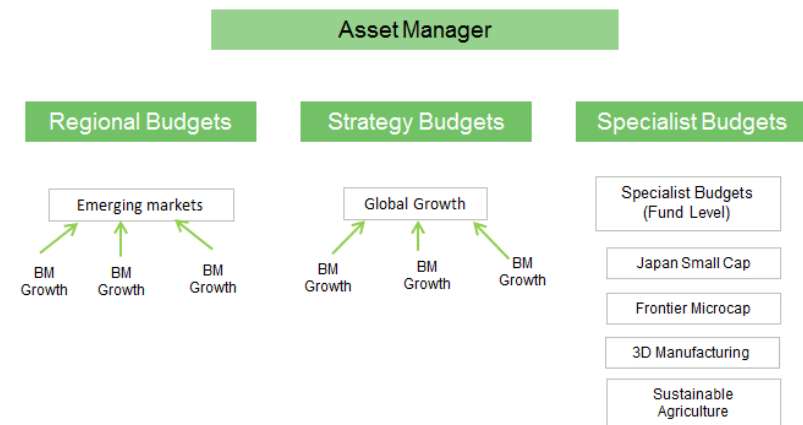 Asset Manager
Regional Budgets
Strategy Budgets
Specialist Budgets
Emerging markets
BM
Growth
BM
Growth
BM
Growth
Global Growth
BM
Growth
BM
Growth
BM
Growth
Specialist Budgets
(Fund Level)
Japan Small Cap
Frontier Microcap
3D Manufacturing
Sustainable
Agriculture